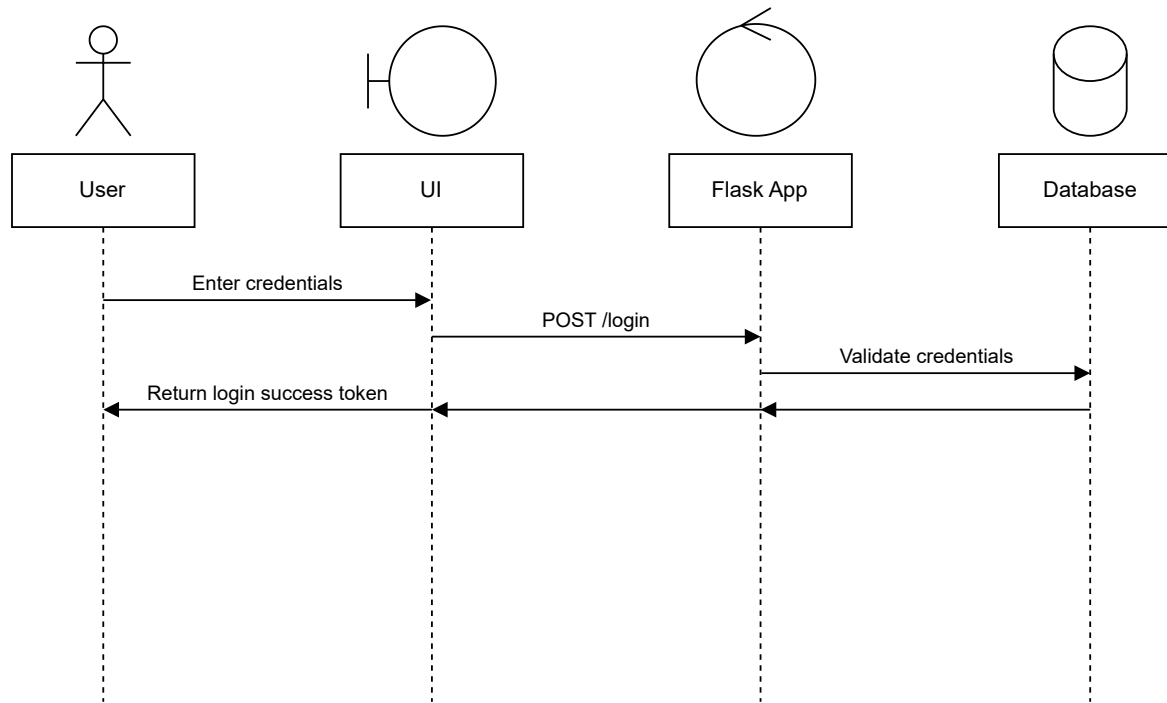 User
UI
Flask App
Database
Enter credentials
POST /login
Validate credentials
Return login success token